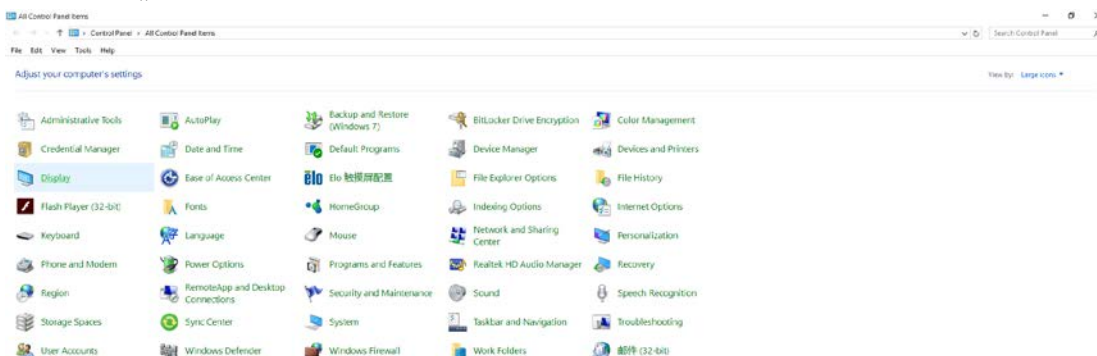 All Control Panel Items
Control Panel › All Control Panel Items
Search Control Panel
File Edit View Tools Help
Adjust your computer's settings
View by: Large icons
Administrative Tools
AutoPlay
Backup and Restore
(Windows 7)
BitLocker Drive Encryption
Color Management
Credential Manager
Date and Time
Default Programs
Device Manager
Devices and Printers
Display
Ease of Access Center
elo Elo 触摸屏配置
File Explorer Options
File History
Flash Player (32-bit)
Fonts
HomeGroup
Indexing Options
Internet Options
Keyboard
Language
Mouse
Network and Sharing
Center
Personalization
Phone and Modem
Power Options
Programs and Features
Realtek HD Audio Manager
Recovery
Region
RemoteApp and Desktop
Connections
Security and Maintenance
Sound
Speech Recognition
Storage Spaces
Sync Center
System
Taskbar and Navigation
Troubleshooting
User Accounts
Windows Defender
Windows Firewall
Work Folders
邮件 (32-bit)